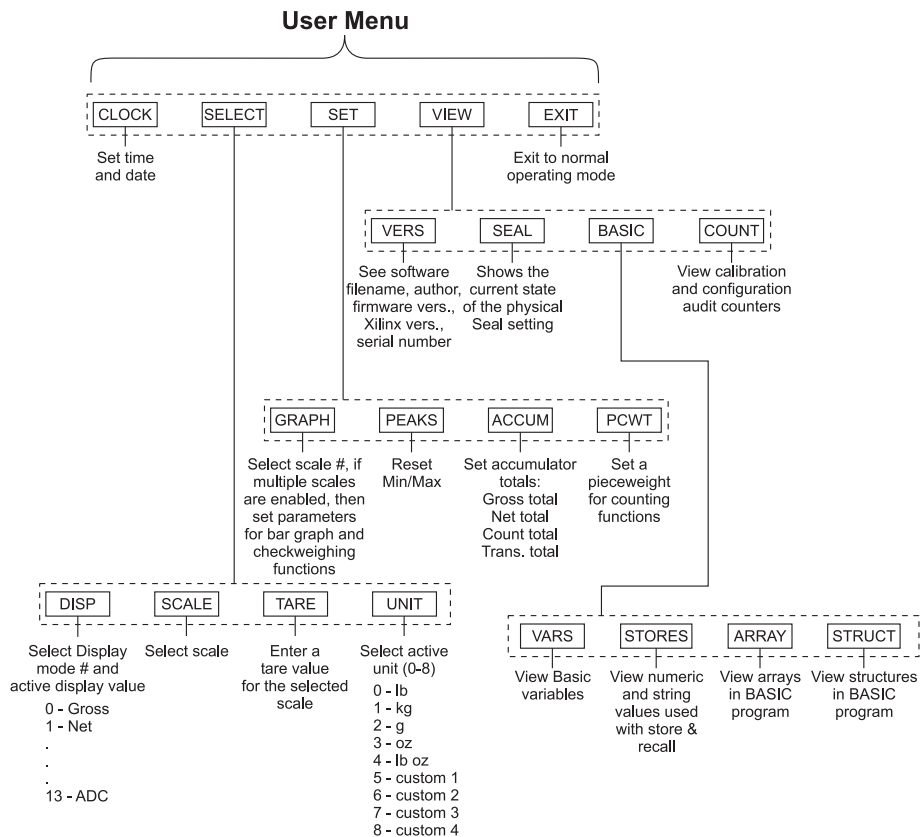 User Menu
CLOCK SELECT SET VIEW EXIT
Set time
and date
Exit to normal
operating mode
VERS SEAL BASIC COUNT
See software
filename, author,
firmware vers.,
Xilinx vers.,
serial number
Shows the
current state
of the physical
Seal setting
View calibration
and configuration
audit counters
GRAPH PEAKS ACCUM PCWT
Select scale #, if
multiple scales
are enabled, then
set parameters
for bar graph and
checkweighing
functions
Reset
Min/Max
Set accumulator
totals:
Gross total
Net total
Count total
Trans. total
Set a
pieceweight
for counting
functions
DISP SCALE TARE UNIT
Select Display
mode # and
active display value
0 - Gross
1 - Net
.
.
.
13 - ADC
Select scale
Enter a
tare value
for the selected
scale
Select active
unit (0-8)
0 - lb
1 - kg
2 - g
3 - oz
4 - lb oz
5 - custom 1
6 - custom 2
7 - custom 3
8 - custom 4
VARS STORES ARRAY STRUCT
View Basic
variables
View numeric
and string
values used
with store &
recall
View arrays
in BASIC
program
View structures
in BASIC
program